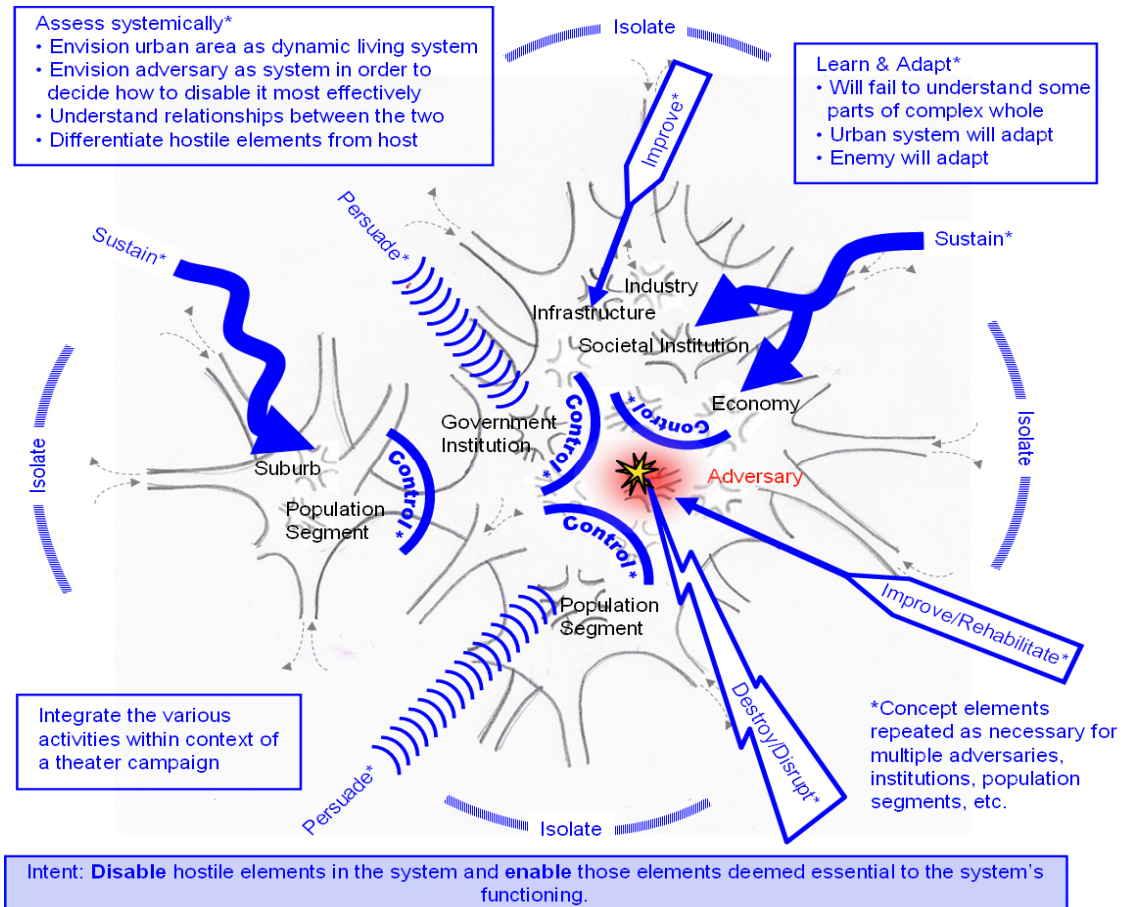 Assess systemically*
• Envision urban area as dynamic living system
• Envision adversary as system in order to
decide how to disable it most effectively
• Understand relationships between the two
• Differentiate hostile elements from host
Isolate
Learn & Adapt*
• Will fail to understand some
parts of complex whole
• Urban system will adapt
• Enemy will adapt
Improve*
Persuade*
Sustain*
Sustain*
Industry
Infrastructure
Societal Institution
Economy
Control*
Control*
Government
Institution
Isolate
Isolate
Suburb
Control*
Adversary
Population
Segment
Control*
Population
Segment
Improve/Rehabilitate*
Destroy/Disrupt*
Persuade*
Integrate the various
activities within context of
a theater campaign
*Concept elements
repeated as necessary for
multiple adversaries,
institutions, population
segments, etc.
Isolate
Intent: Disable hostile elements in the system and enable those elements deemed essential to the system's
functioning.